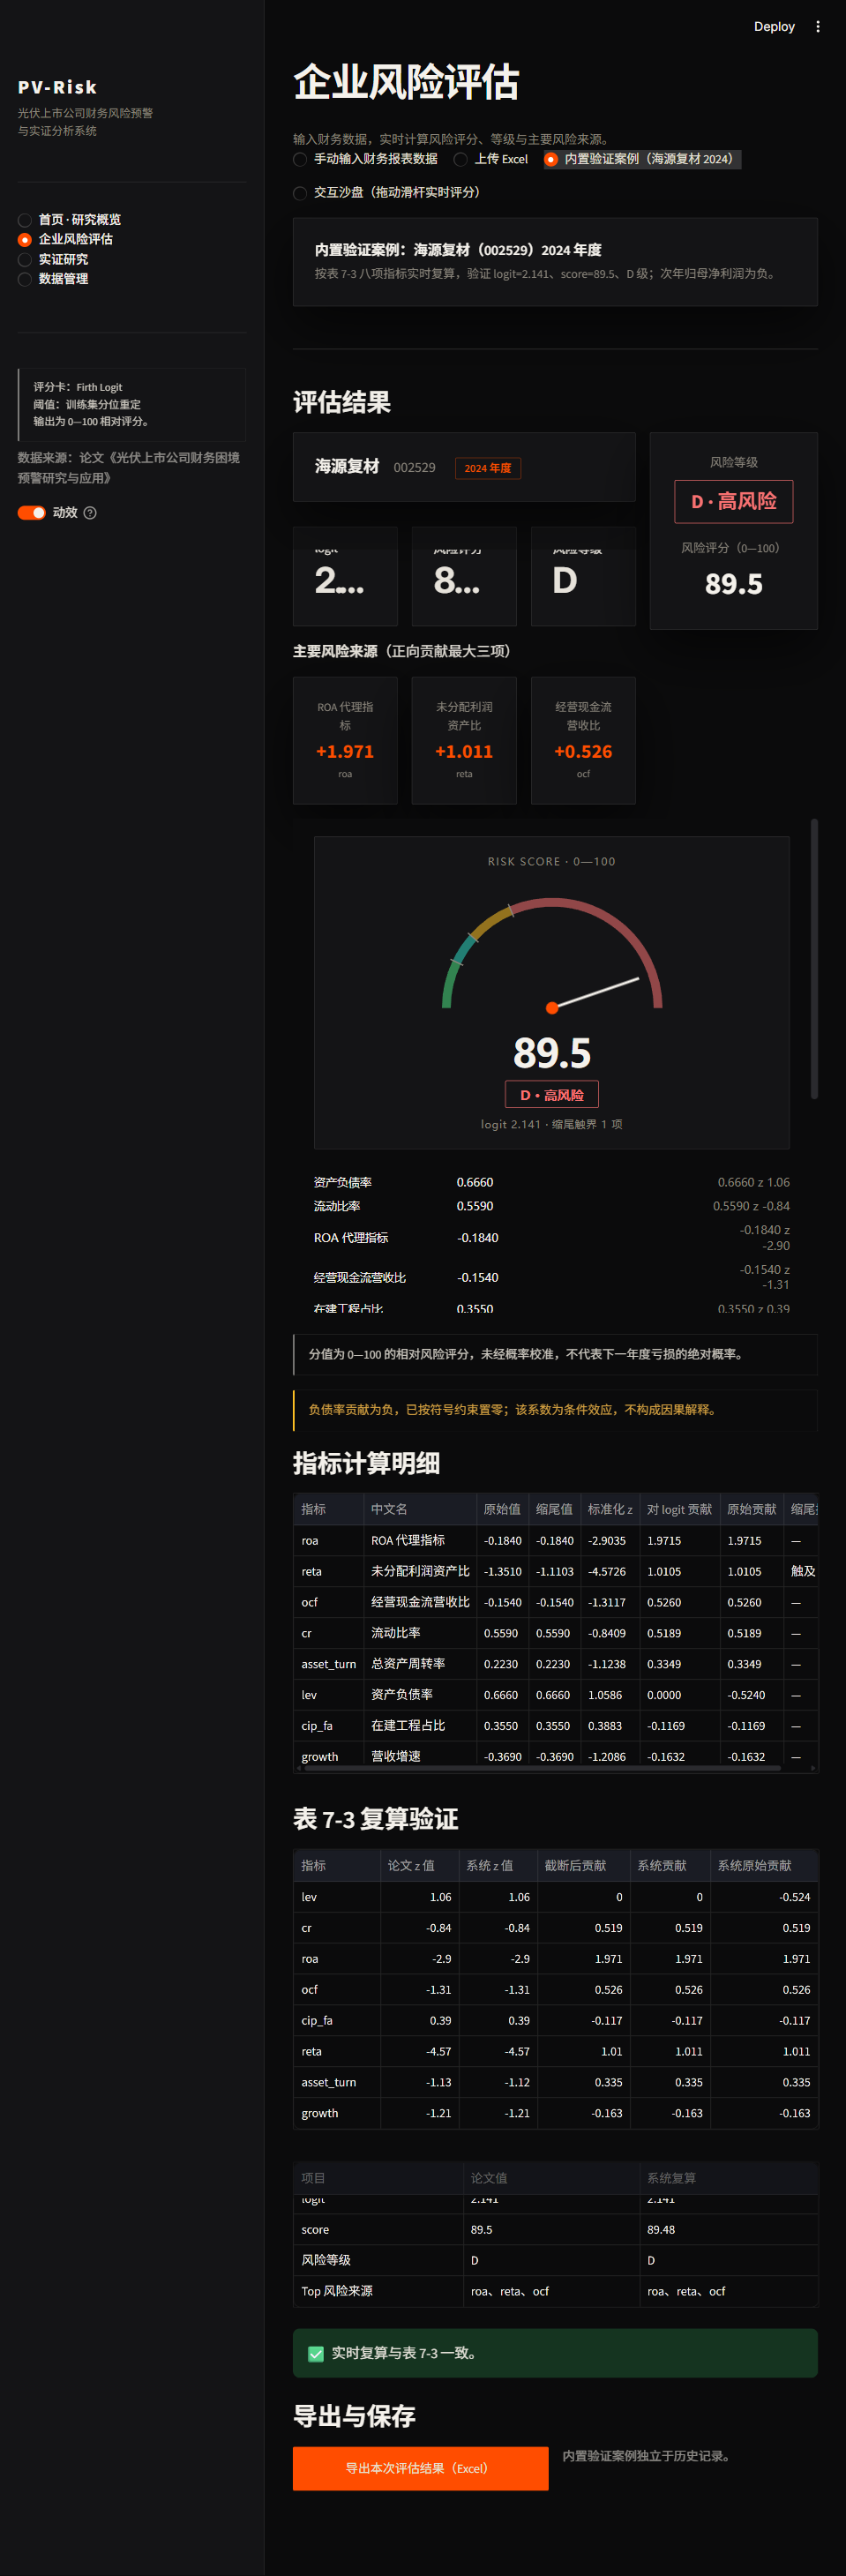 Deploy
PV-Risk
光伏上市公司财务风险预警
与实证分析系统
首页 · 研究概览
企业风险评估
实证研究
数据管理
评分卡：Firth Logit
阈值：训练集分位重定
输出为 0—100 相对评分。
数据来源：论文《光伏上市公司财务困境
预警研究与应用》
动效
企业风险评估
输入财务数据，实时计算风险评分、等级与主要风险来源。
手动输入财务报表数据 上传 Excel 内置验证案例（海源复材 2024）
交互沙盘（拖动滑杆实时评分）
内置验证案例：海源复材（002529）2024 年度
按表 7-3 八项指标实时复算，验证 logit=2.141、score=89.5、D 级；次年归母净利润为负。
评估结果
海源复材 002529 2024 年度
风险等级
D · 高风险
风险评分（0—100）
89.5
logit 风险评分 风险等级
2... 8... D
主要风险来源（正向贡献最大三项）
ROA 代理指
标
+1.971
roa
未分配利润
资产比
+1.011
reta
经营现金流
营收比
+0.526
ocf
RISK SCORE · 0—100
89.5
D · 高风险
logit 2.141 · 缩尾触界 1 项
资产负债率 0.6660 0.6660 z 1.06
流动比率 0.5590 0.5590 z -0.84
ROA 代理指标 -0.1840 -0.1840 z
-2.90
经营现金流营收比 -0.1540 -0.1540 z
-1.31
在建工程占比 0.3550 0.3550 z 0.39
分值为 0—100 的相对风险评分，未经概率校准，不代表下一年度亏损的绝对概率。
负债率贡献为负，已按符号约束置零；该系数为条件效应，不构成因果解释。
指标计算明细
指标 中文名 原始值 缩尾值 标准化 z 对 logit 贡献 原始贡献 缩尾
roa ROA 代理指标 -0.1840 -0.1840 -2.9035 1.9715 1.9715 —
reta 未分配利润资产比 -1.3510 -1.1103 -4.5726 1.0105 1.0105 触及
ocf 经营现金流营收比 -0.1540 -0.1540 -1.3117 0.5260 0.5260 —
cr 流动比率 0.5590 0.5590 -0.8409 0.5189 0.5189 —
asset_turn 总资产周转率 0.2230 0.2230 -1.1238 0.3349 0.3349 —
lev 资产负债率 0.6660 0.6660 1.0586 0.0000 -0.5240 —
cip_fa 在建工程占比 0.3550 0.3550 0.3883 -0.1169 -0.1169 —
growth 营收增速 -0.3690 -0.3690 -1.2086 -0.1632 -0.1632 —
表 7-3 复算验证
指标 论文 z 值 系统 z 值 截断后贡献 系统贡献 系统原始贡献
lev 1.06 1.06 0 0 -0.524
cr -0.84 -0.84 0.519 0.519 0.519
roa -2.9 -2.9 1.971 1.971 1.971
ocf -1.31 -1.31 0.526 0.526 0.526
cip_fa 0.39 0.39 -0.117 -0.117 -0.117
reta -4.57 -4.57 1.01 1.011 1.011
asset_turn -1.13 -1.12 0.335 0.335 0.335
growth -1.21 -1.21 -0.163 -0.163 -0.163
项目 论文值 系统复算
logit 2.141 2.141
score 89.5 89.48
风险等级 D D
Top 风险来源 roa、reta、ocf roa、reta、ocf
实时复算与表 7-3 一致。
导出与保存
导出本次评估结果（Excel）
内置验证案例独立于历史记录。